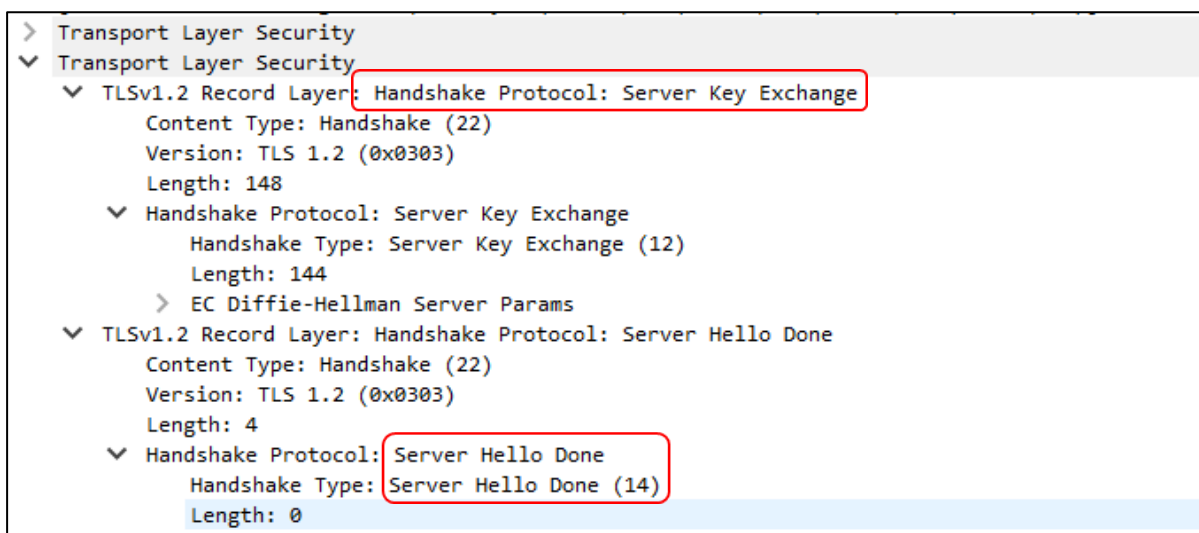 Transport Layer Security
Transport Layer Security
TLSv1.2 Record Layer: Handshake Protocol: Server Key Exchange
Content Type: Handshake (22)
Version: TLS 1.2 (0x0303)
Length: 148
Handshake Protocol: Server Key Exchange
Handshake Type: Server Key Exchange (12)
Length: 144
EC Diffie-Hellman Server Params
TLSv1.2 Record Layer: Handshake Protocol: Server Hello Done
Content Type: Handshake (22)
Version: TLS 1.2 (0x0303)
Length: 4
Handshake Protocol: Server Hello Done
Handshake Type: Server Hello Done (14)
Length: 0